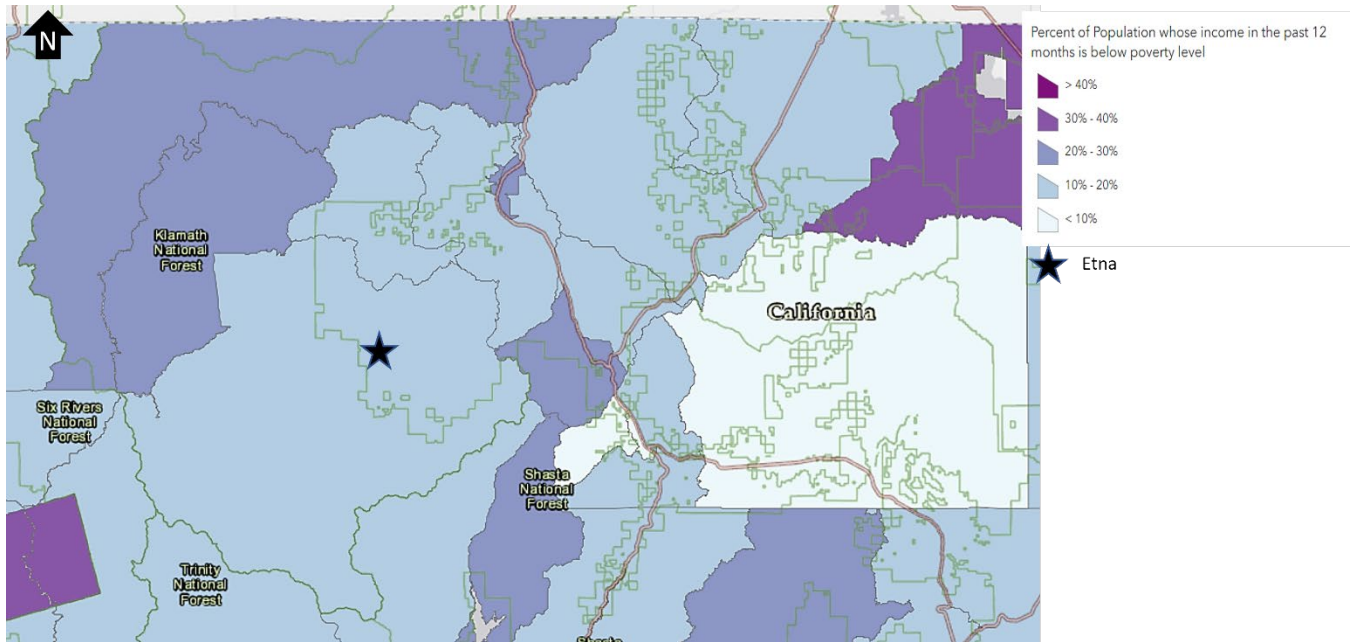 N
Percent of Population whose income in the past 12
months is below poverty level
> 40%
30% - 40%
20% - 30%
10% - 20%
< 10%
Etna
Klamath
National
Forest
California
Six Rivers
National
Forest
Shasta
National
Forest
Trinity
National
Forest
Shasta